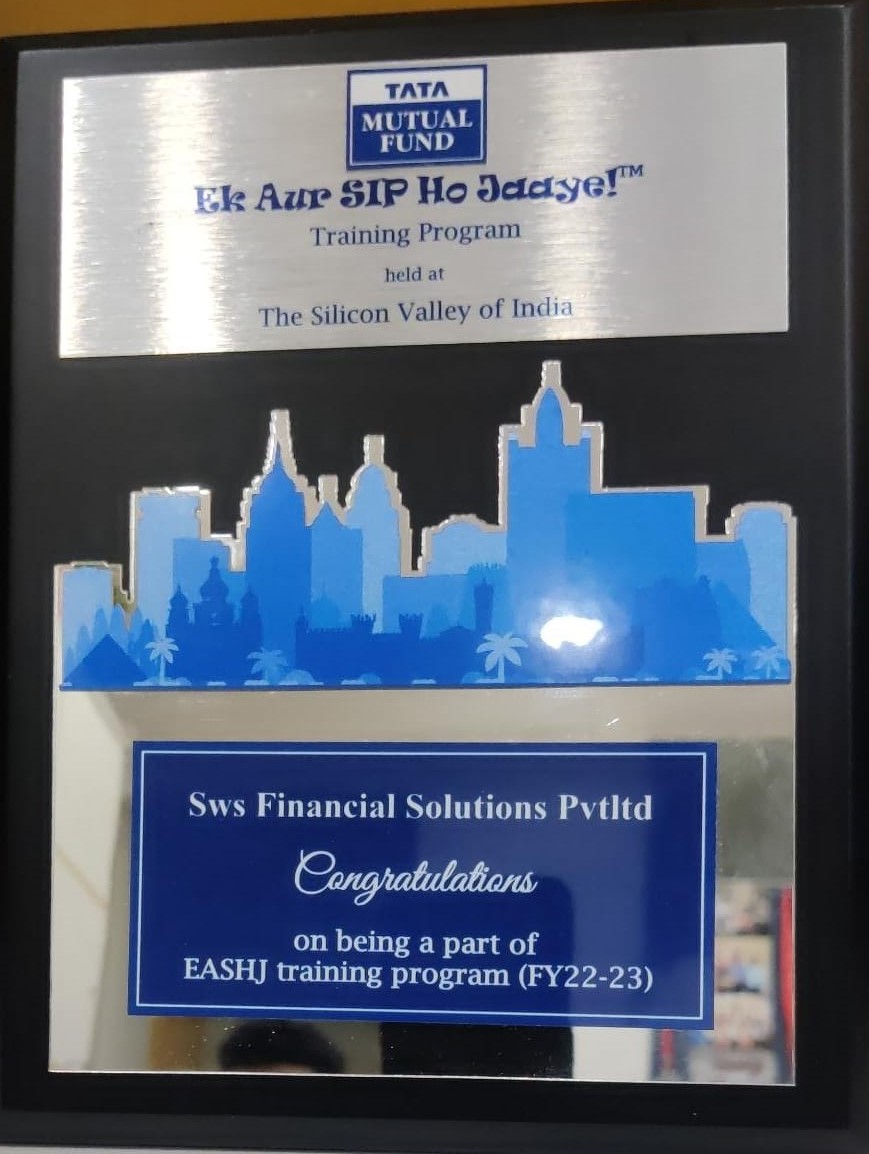 TATA
MUTUAL
FUND
Ek Aur SIP Ho Jaaye!™
Training Program
held at
The Silicon Valley of India
Sws Financial Solutions Pvtltd
Congratulations
on being a part of
EASHJ training program (FY22-23)